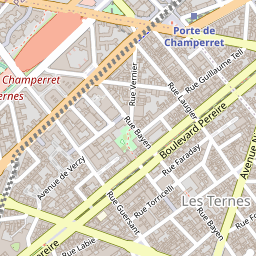 Porte de
Champerret
Champerret
ernes
Rue Vernier
Rue Guillaume Tell
Rue Laugier
Rue Bayen
Boulevard Pereire
Rue Faraday
Avenue de Verzy
Rue Torricelli
Rue Guersant
Les Ternes
Rue Bayen
Avenue N
Pereire
Rue Labie